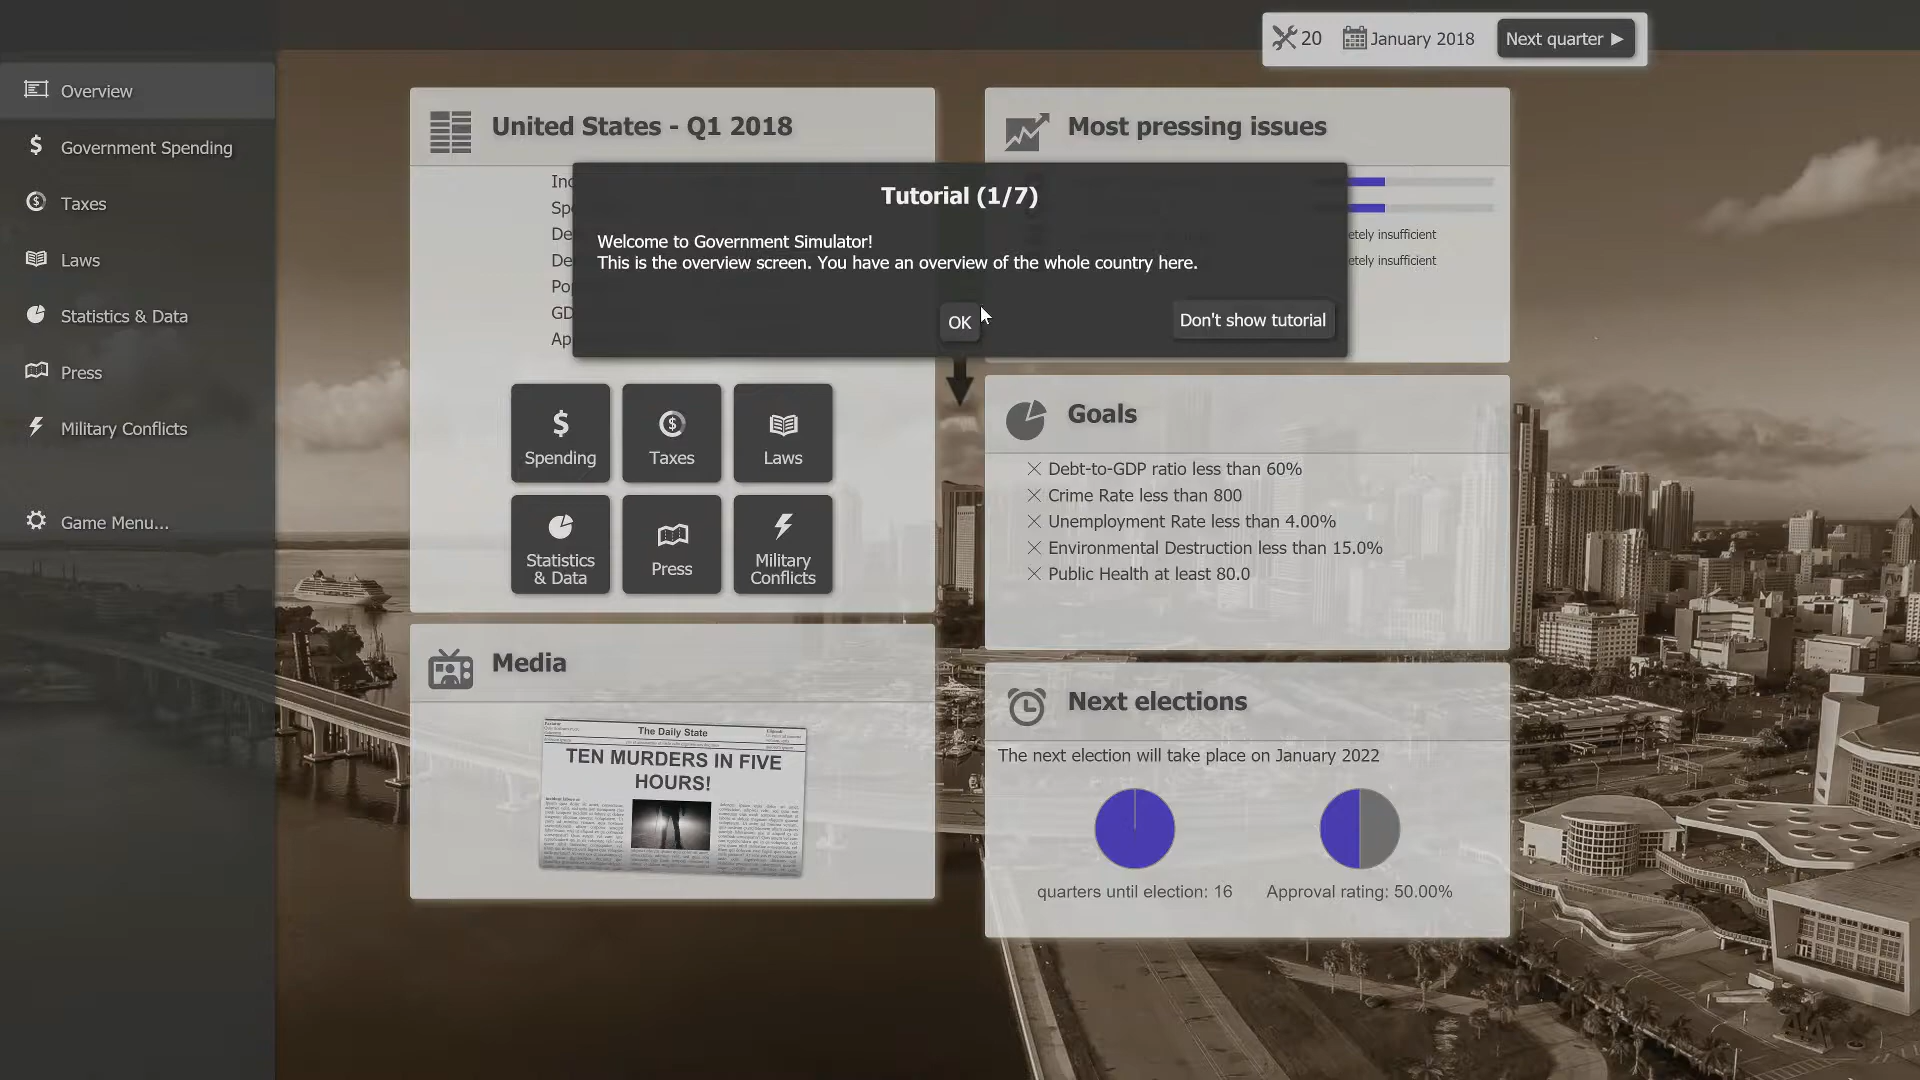 20
January 2018
Next quarter
Overview
Government Spending
Taxes
Laws
Statistics & Data
Press
Military Conflicts
Game Menu...
United States - Q1 2018
Most pressing issues
Tutorial (1/7)
Welcome to Government Simulator!
This is the overview screen. You have an overview of the whole country here.
OK
Don't show tutorial
Spending
Taxes
Laws
Statistics
& Data
Press
Military
Conflicts
Goals
Debt-to-GDP ratio less than 60%
Crime Rate less than 800
Unemployment Rate less than 4.00%
Environmental Destruction less than 15.0%
Public Health at least 80.0
Media
The Daily State
TEN MURDERS IN FIVE
HOURS!
Next elections
The next election will take place on January 2022
quarters until election: 16
Approval rating: 50.00%